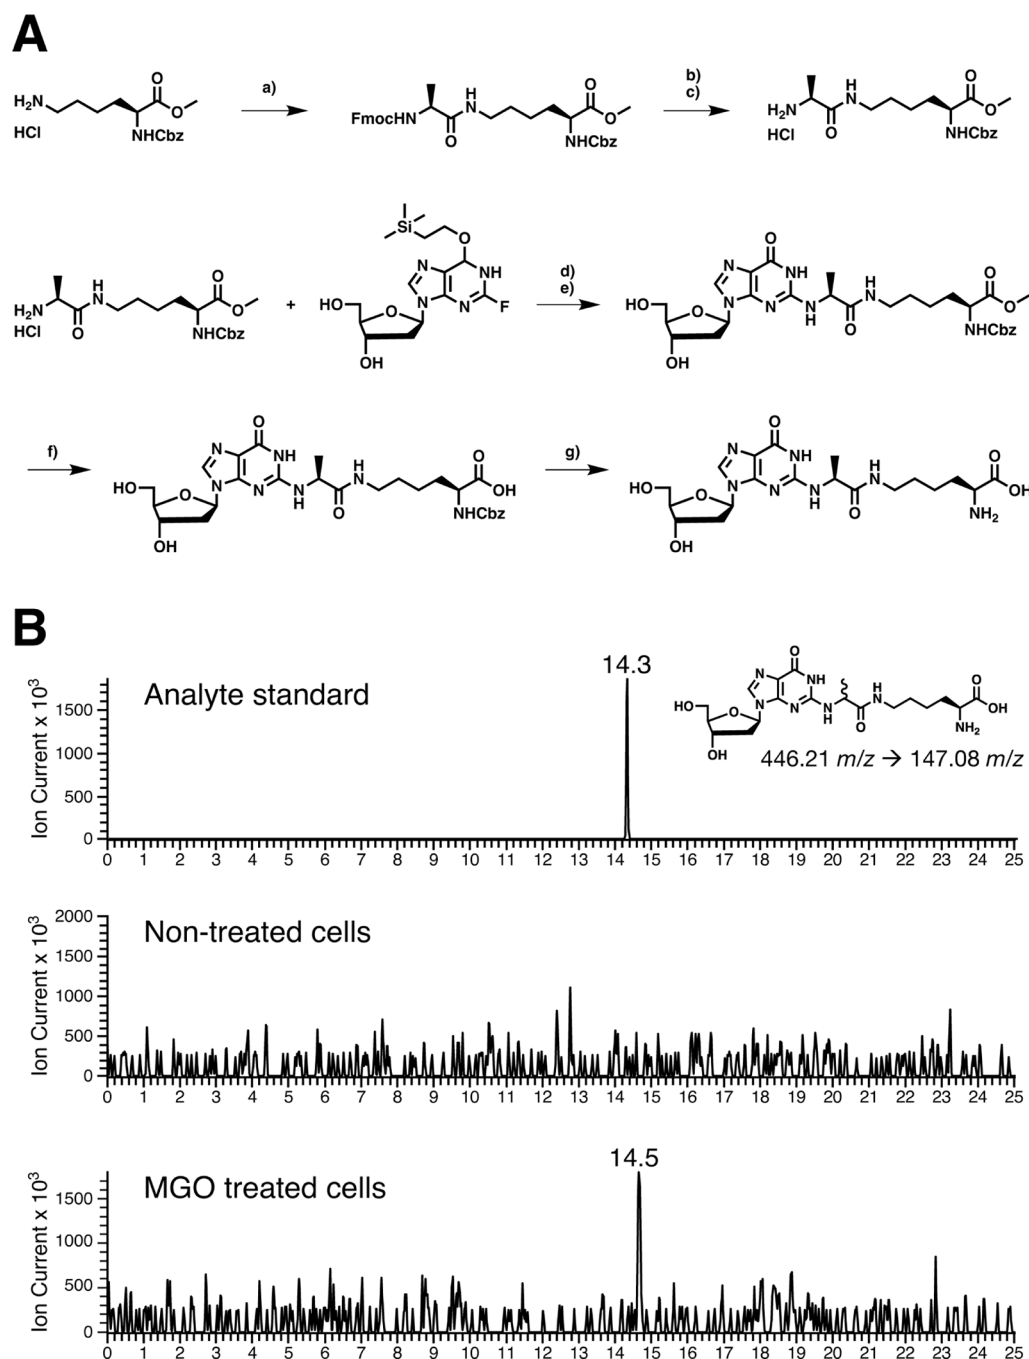 A
a)
b)
c)
H₂N
HCl
O
O
NHCbz
FmocHN
O
H
N
O
O
NHCbz
H₂N
HCl
O
H
N
O
O
NHCbz
Si
O
H₂N
HCl
O
H
N
O
O
NHCbz
+
N
N
NH
N
F
HO
O
OH
d)
e)
O
N
N
NH
N
N
H
HO
O
OH
O
H
N
O
O
NHCbz
f)
O
N
N
NH
N
N
H
HO
O
OH
O
H
N
O
OH
NHCbz
g)
O
N
N
NH
N
N
H
HO
O
OH
O
H
N
O
OH
NH₂
B
Analyte standard
14.3
O
N
N
NH
N
N
H
HO
O
OH
O
H
N
O
OH
NH₂
446.21 m/z → 147.08 m/z
Ion Current x 10³
1500
1000
500
0
0 1 2 3 4 5 6 7 8 9 10 11 12 13 14 15 16 17 18 19 20 21 22 23 24 25
Non-treated cells
Ion Current x 10³
2000
1500
1000
500
0
0 1 2 3 4 5 6 7 8 9 10 11 12 13 14 15 16 17 18 19 20 21 22 23 24 25
MGO treated cells
14.5
Ion Current x 10³
1500
1000
500
0
0 1 2 3 4 5 6 7 8 9 10 11 12 13 14 15 16 17 18 19 20 21 22 23 24 25